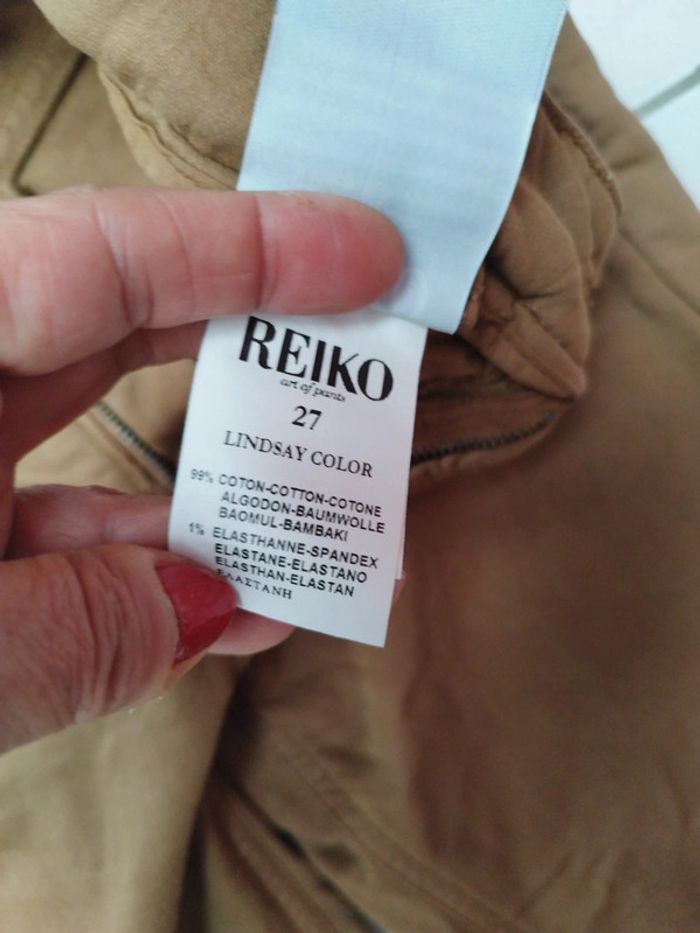 REIKO
art of pants
27
LINDSAY COLOR
99% COTON-COTTON-COTONE
ALGODON-BAUMWOLLE
BAOMUL-BAMBAKI
1% ELASTHANNE-SPANDEX
ELASTANE-ELASTANO
ELASTHAN-ELASTAN
ΕΛΑΣΤΑΝΗ